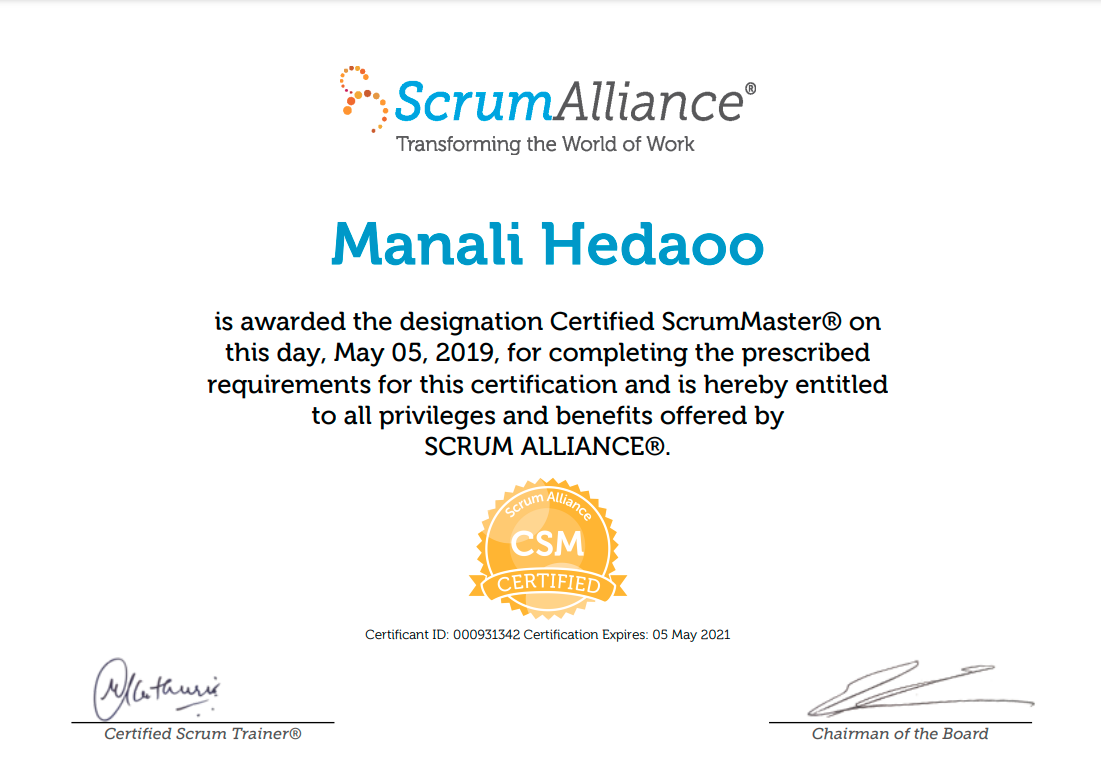 ScrumAlliance®
Transforming the World of Work
Manali Hedaoo
is awarded the designation Certified ScrumMaster® on
this day, May 05, 2019, for completing the prescribed
requirements for this certification and is hereby entitled
to all privileges and benefits offered by
SCRUM ALLIANCE®.
Scrum Alliance
CSM
CERTIFIED
Certificant ID: 000931342 Certification Expires: 05 May 2021
Certified Scrum Trainer®
Chairman of the Board